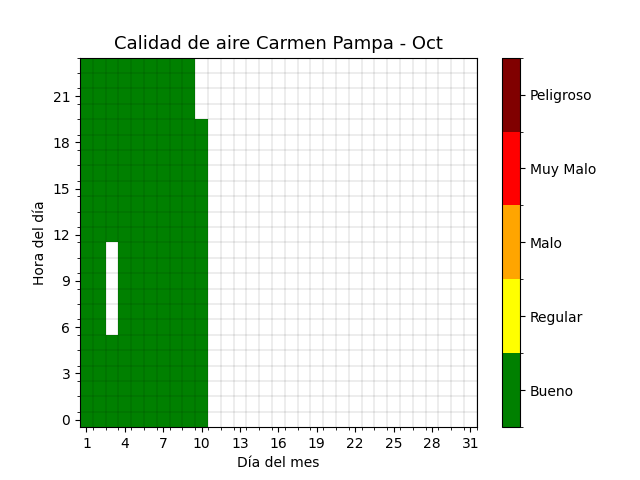 Calidad de aire Carmen Pampa - Oct
21
18
15
12
9
6
3
0
Hora del día
1 4 7 10 13 16 19 22 25 28 31
Día del mes
Peligroso
Muy Malo
Malo
Regular
Bueno